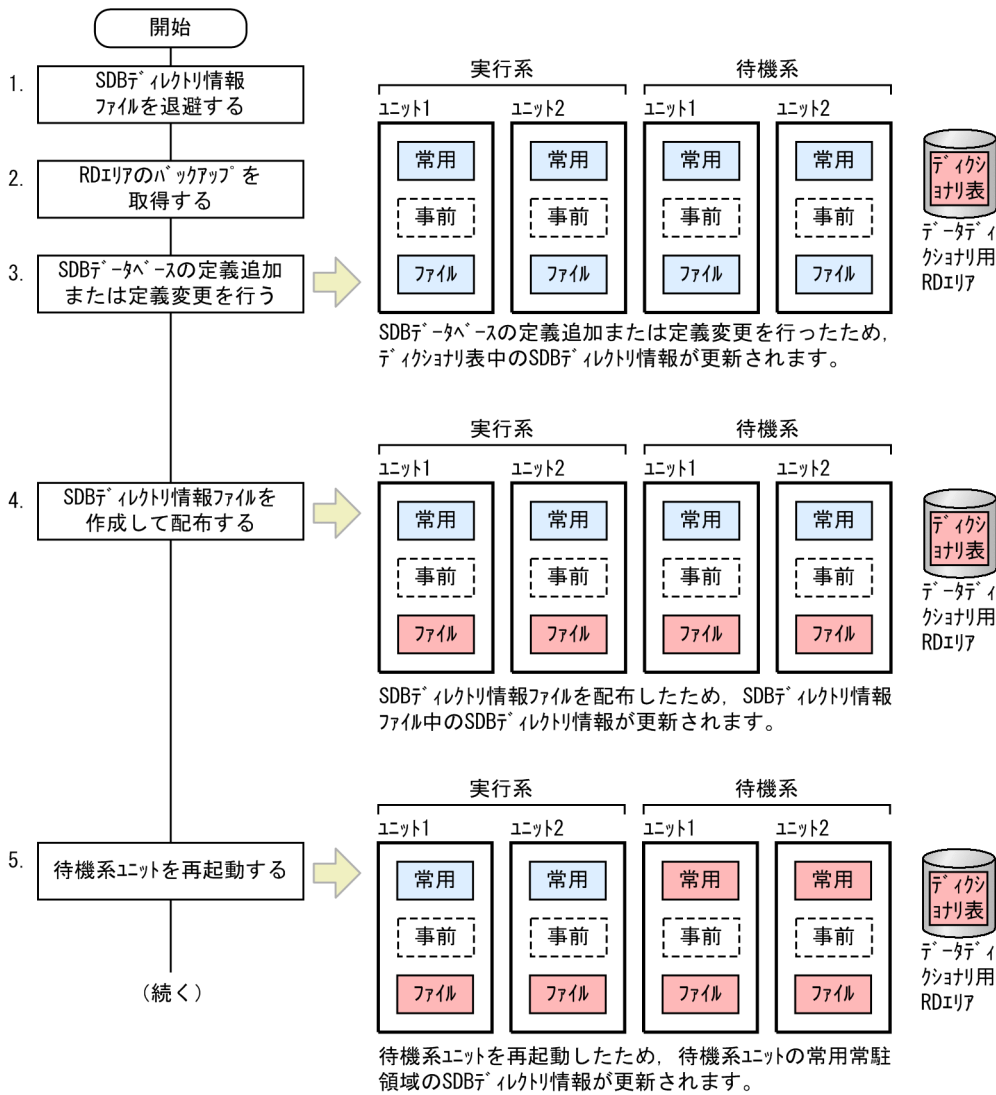 開始
1.
SDBﾃﾞｨﾚｸﾄﾘ情報
ﾌｧｲﾙを退避する
2.
RDｴﾘｱのﾊﾞｯｸｱｯﾌﾟを
取得する
3.
SDBﾃﾞｰﾀﾍﾞｰｽの定義追加
または定義変更を行う
実行系
待機系
ﾕﾆｯﾄ1
ﾕﾆｯﾄ2
ﾕﾆｯﾄ1
ﾕﾆｯﾄ2
常用
常用
常用
常用
事前
事前
事前
事前
ﾌｧｲﾙ
ﾌｧｲﾙ
ﾌｧｲﾙ
ﾌｧｲﾙ
ﾃﾞｨｸｼ
ｮﾅﾘ表
ﾃﾞｰﾀﾃﾞｨ
ｸｼｮﾅﾘ用
RDｴﾘｱ
SDBﾃﾞｰﾀﾍﾞｰｽの定義追加または定義変更を行ったため，
ﾃﾞｨｸｼｮﾅﾘ表中のSDBﾃﾞｨﾚｸﾄﾘ情報が更新されます。
4.
SDBﾃﾞｨﾚｸﾄﾘ情報ﾌｧｲﾙを
作成して配布する
実行系
待機系
ﾕﾆｯﾄ1
ﾕﾆｯﾄ2
ﾕﾆｯﾄ1
ﾕﾆｯﾄ2
常用
常用
常用
常用
事前
事前
事前
事前
ﾌｧｲﾙ
ﾌｧｲﾙ
ﾌｧｲﾙ
ﾌｧｲﾙ
ﾃﾞｨｸｼ
ｮﾅﾘ表
ﾃﾞｰﾀﾃﾞｨ
ｸｼｮﾅﾘ用
RDｴﾘｱ
SDBﾃﾞｨﾚｸﾄﾘ情報ﾌｧｲﾙを配布したため，SDBﾃﾞｨﾚｸﾄﾘ情報
ﾌｧｲﾙ中のSDBﾃﾞｨﾚｸﾄﾘ情報が更新されます。
5.
待機系ﾕﾆｯﾄを再起動する
（続く）
実行系
待機系
ﾕﾆｯﾄ1
ﾕﾆｯﾄ2
ﾕﾆｯﾄ1
ﾕﾆｯﾄ2
常用
常用
常用
常用
事前
事前
事前
事前
ﾌｧｲﾙ
ﾌｧｲﾙ
ﾌｧｲﾙ
ﾌｧｲﾙ
ﾃﾞｨｸｼ
ｮﾅﾘ表
ﾃﾞｰﾀﾃﾞｨ
ｸｼｮﾅﾘ用
RDｴﾘｱ
待機系ﾕﾆｯﾄを再起動したため，待機系ﾕﾆｯﾄの常用常駐
領域のSDBﾃﾞｨﾚｸﾄﾘ情報が更新されます。